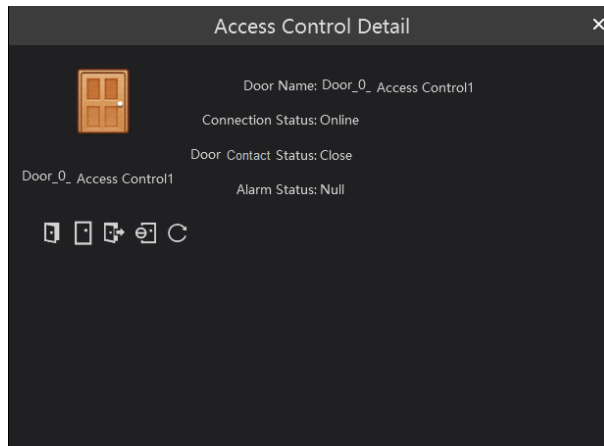 Access Control Detail
Door Name: Door_0_ Access Control1
Connection Status: Online
Door Contact Status: Close
Door_0_ Access Control1
Alarm Status: Null